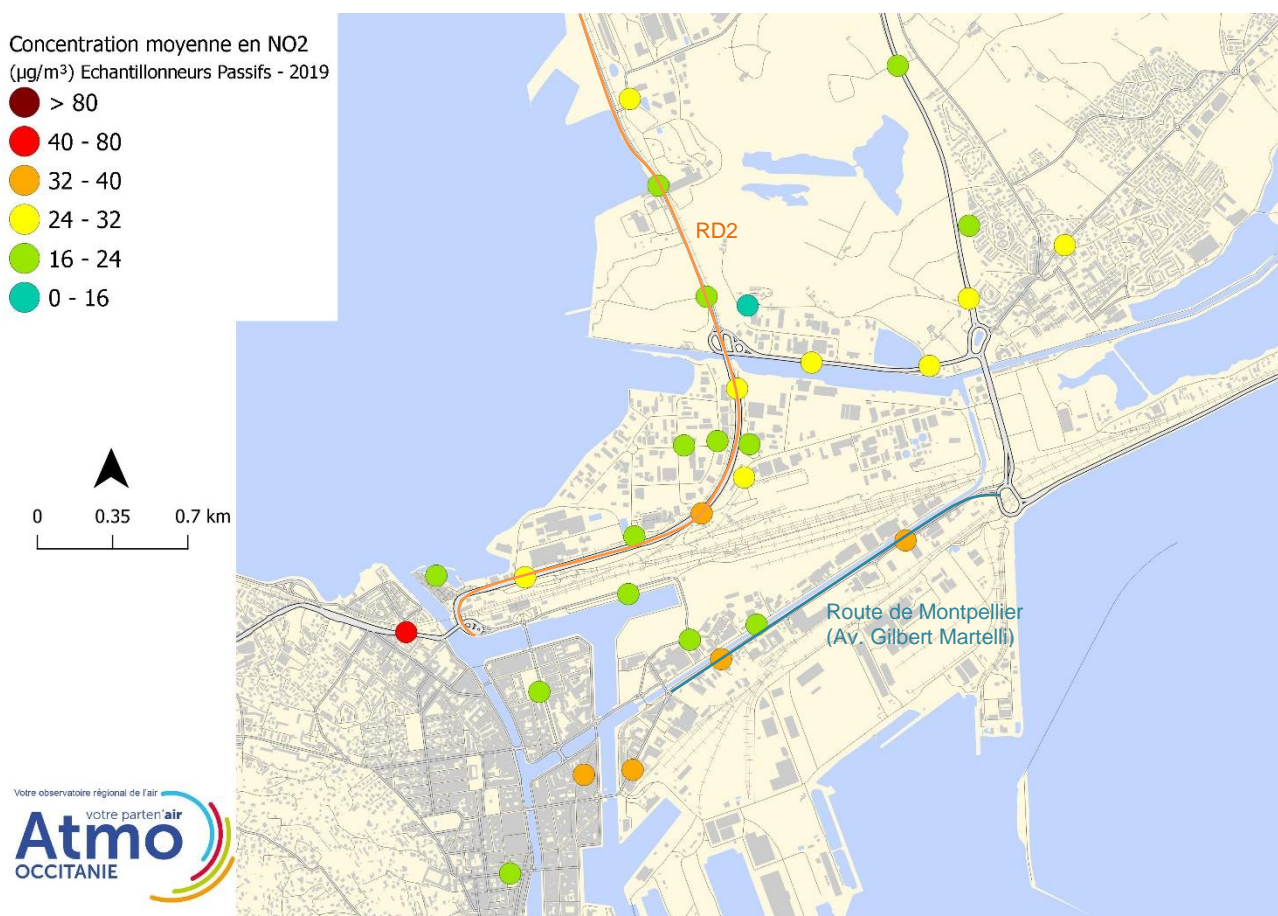 Concentration moyenne en NO2
(µg/m³) Echantillonneurs Passifs - 2019
> 80
40 - 80
32 - 40
24 - 32
16 - 24
0 - 16
RD2
0 0.35 0.7 km
Route de Montpellier
(Av. Gilbert Martelli)
Votre observatoire régional de l'air
votre parten'air
Atmo
OCCITANIE